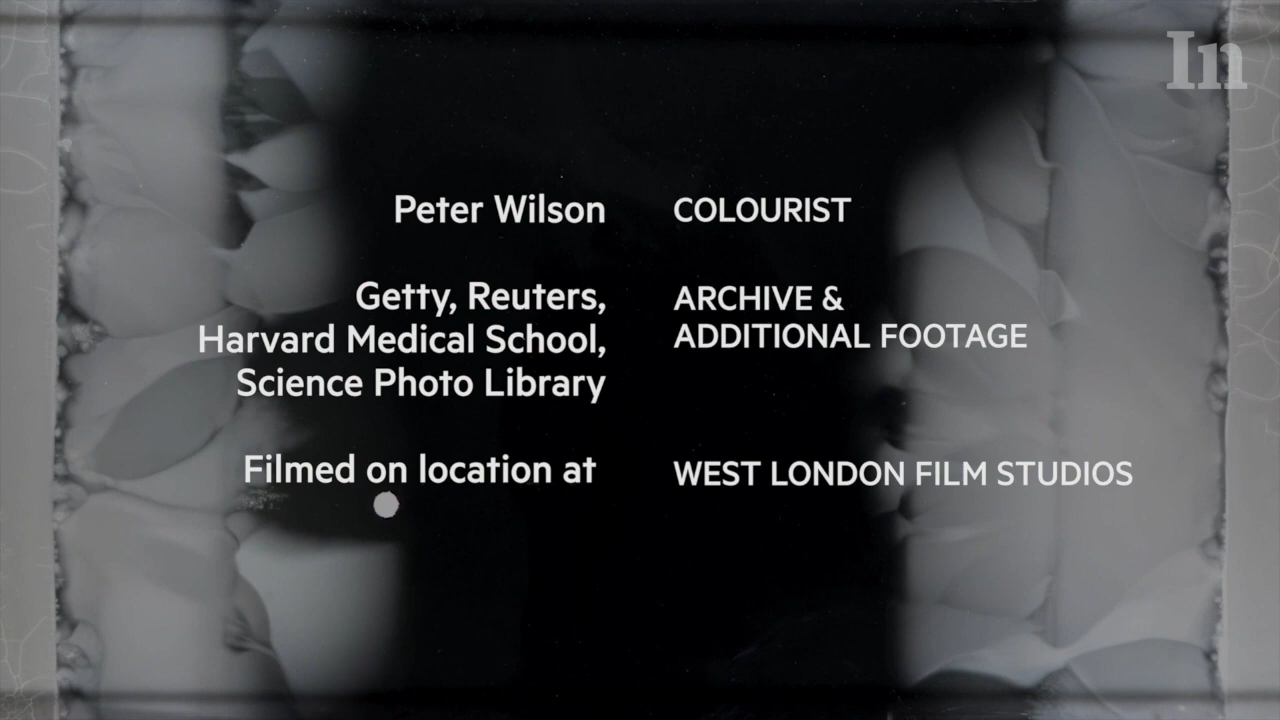 In
Peter Wilson COLOURIST
Getty, Reuters, ARCHIVE &
Harvard Medical School, ADDITIONAL FOOTAGE
Science Photo Library
Filmed on location at WEST LONDON FILM STUDIOS